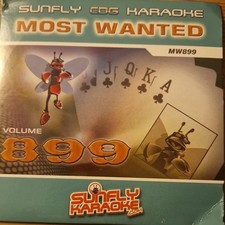 SUNFLY CDG KARAOKE
MOST WANTED
MW899
J Q K A
VOLUME
899
SUNFLY
KARAOKE